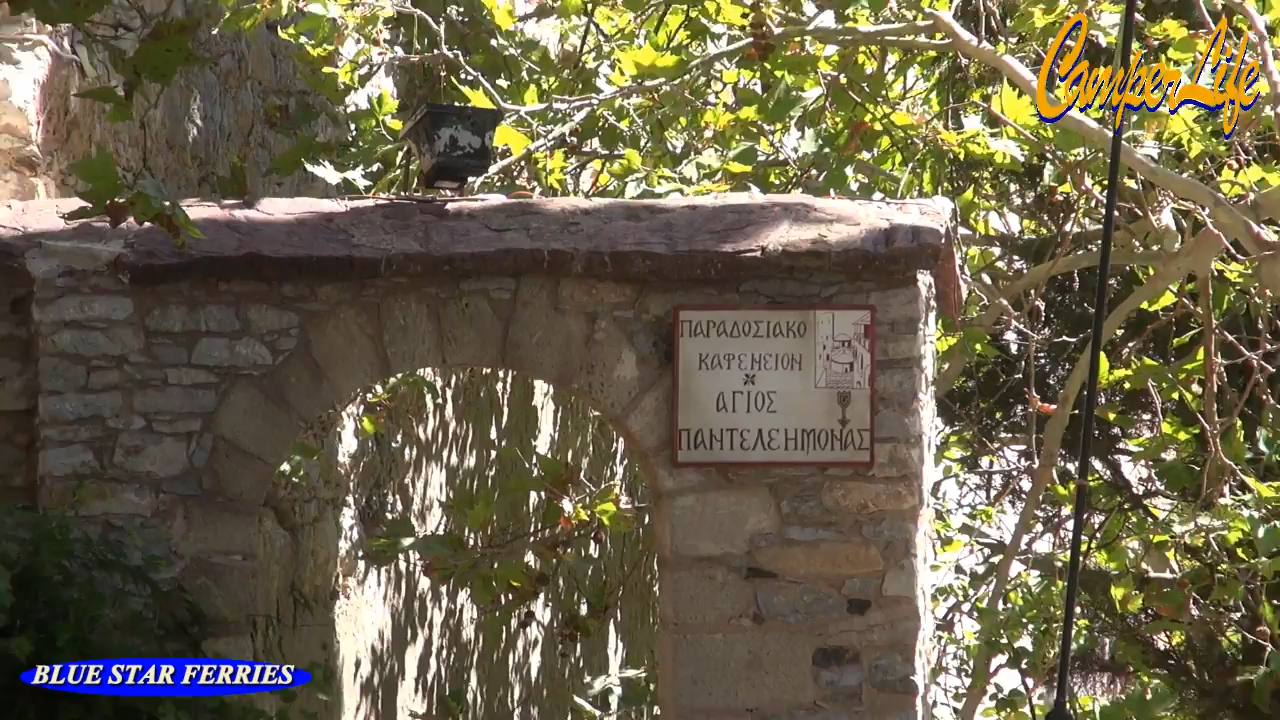 CamperLife
ΠΑΡΑΔΟΣΙΑΚΟ
ΚΑΦΕΝΕΙΟΝ
ΑΓΙΟΣ
ΠΑΝΤΕΛΕΗΜΟΝΑΣ
BLUE STAR FERRIES